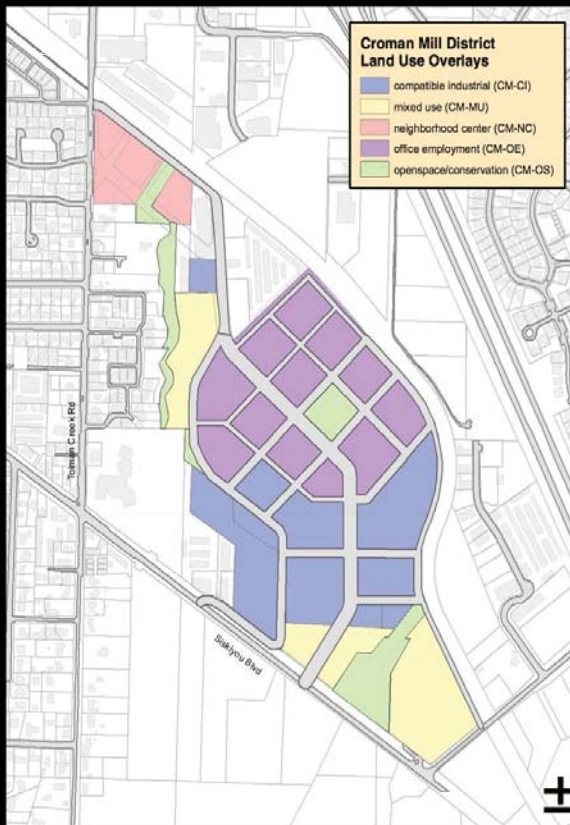 Croman Mill District
Land Use Overlays
compatible industrial (CM-CI)
mixed use (CM-MU)
neighborhood center (CM-NC)
office employment (CM-OE)
openspace/conservation (CM-OS)
Tolman Creek Rd
Siskiyou Blvd